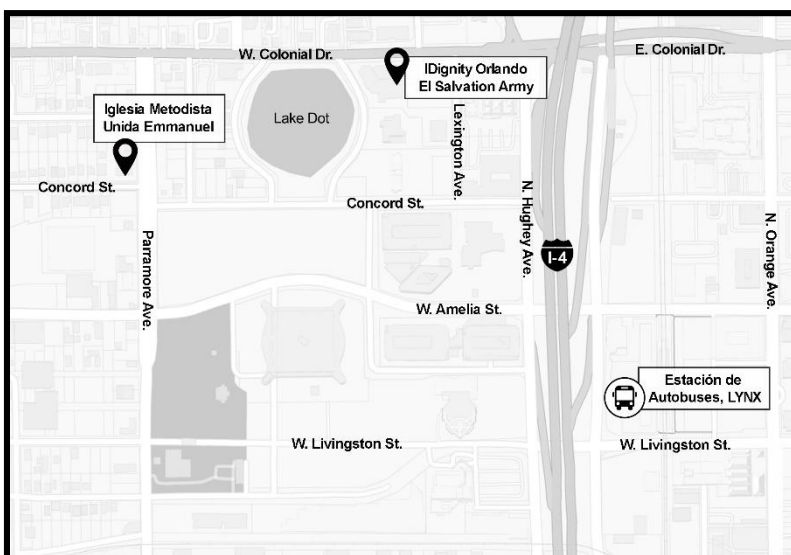 W. Colonial Dr.
E. Colonial Dr.
IDignity Orlando
El Salvation Army
Iglesia Metodista
Unida Emmanuel
Lake Dot
Lexington Ave.
Concord St.
Concord St.
Parramore Ave.
N. Hughey Ave.
N. Orange Ave.
I-4
W. Amelia St.
Estación de
Autobuses, LYNX
W. Livingston St.
W. Livingston St.